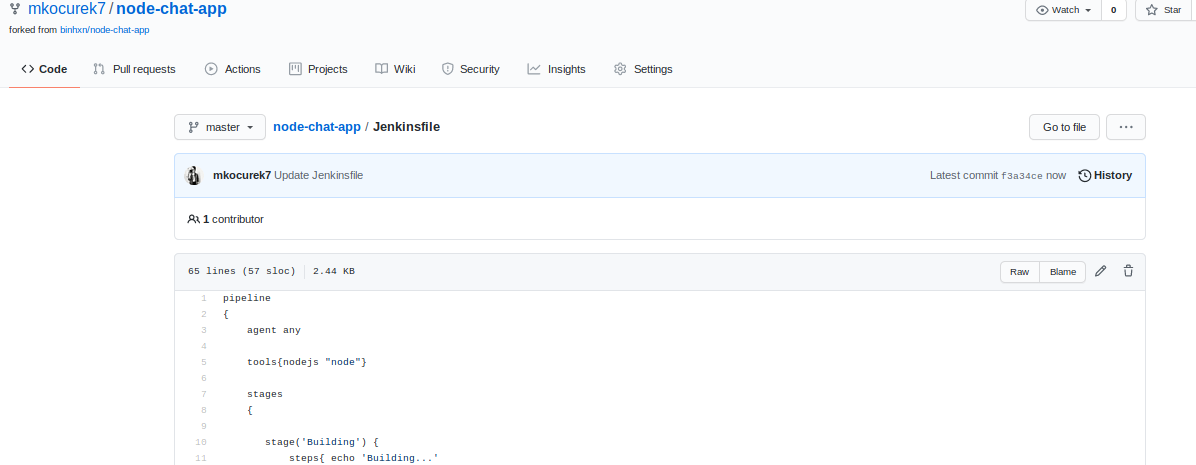 mkocurek7 / node-chat-app
Watch 0 Star
forked from binhxn/node-chat-app
Code Pull requests Actions Projects Wiki Security Insights Settings
master node-chat-app / Jenkinsfile Go to file ...
mkocurek7 Update Jenkinsfile Latest commit f3a34ce now History
1 contributor
65 lines (57 sloc) 2.44 KB Raw Blame
1 pipeline
2 {
3 agent any
4
5 tools{nodejs "node"}
6
7 stages
8 {
9
10 stage('Building') {
11 steps{ echo 'Building...'